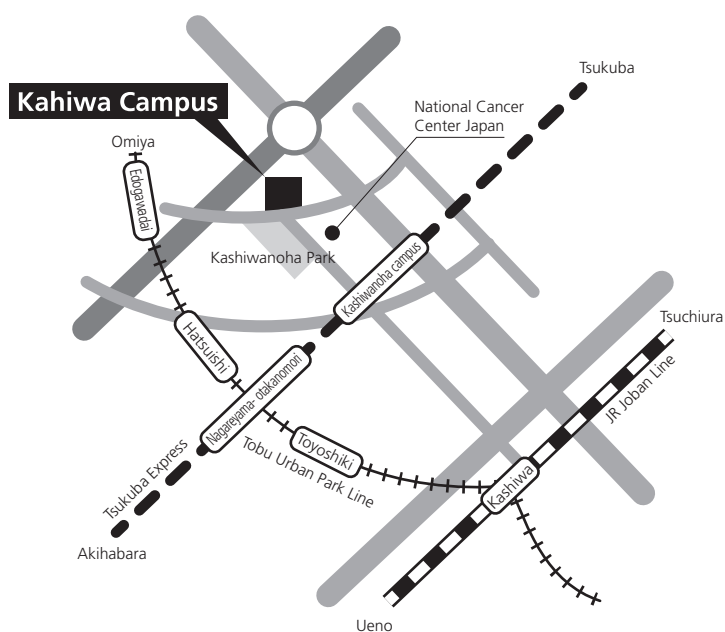 Tsukuba
Kahiwa Campus
National Cancer
Center Japan
Omiya
Edogawadai
Kashiwanoha Park
Kashiwanoha campus
Tsuchiura
Hatsuishi
JR Joban Line
Nagareyama- otakanomori
Toyoshiki
Tobu Urban Park Line
Tsukuba Express
Kashiwa
Akihabara
Ueno